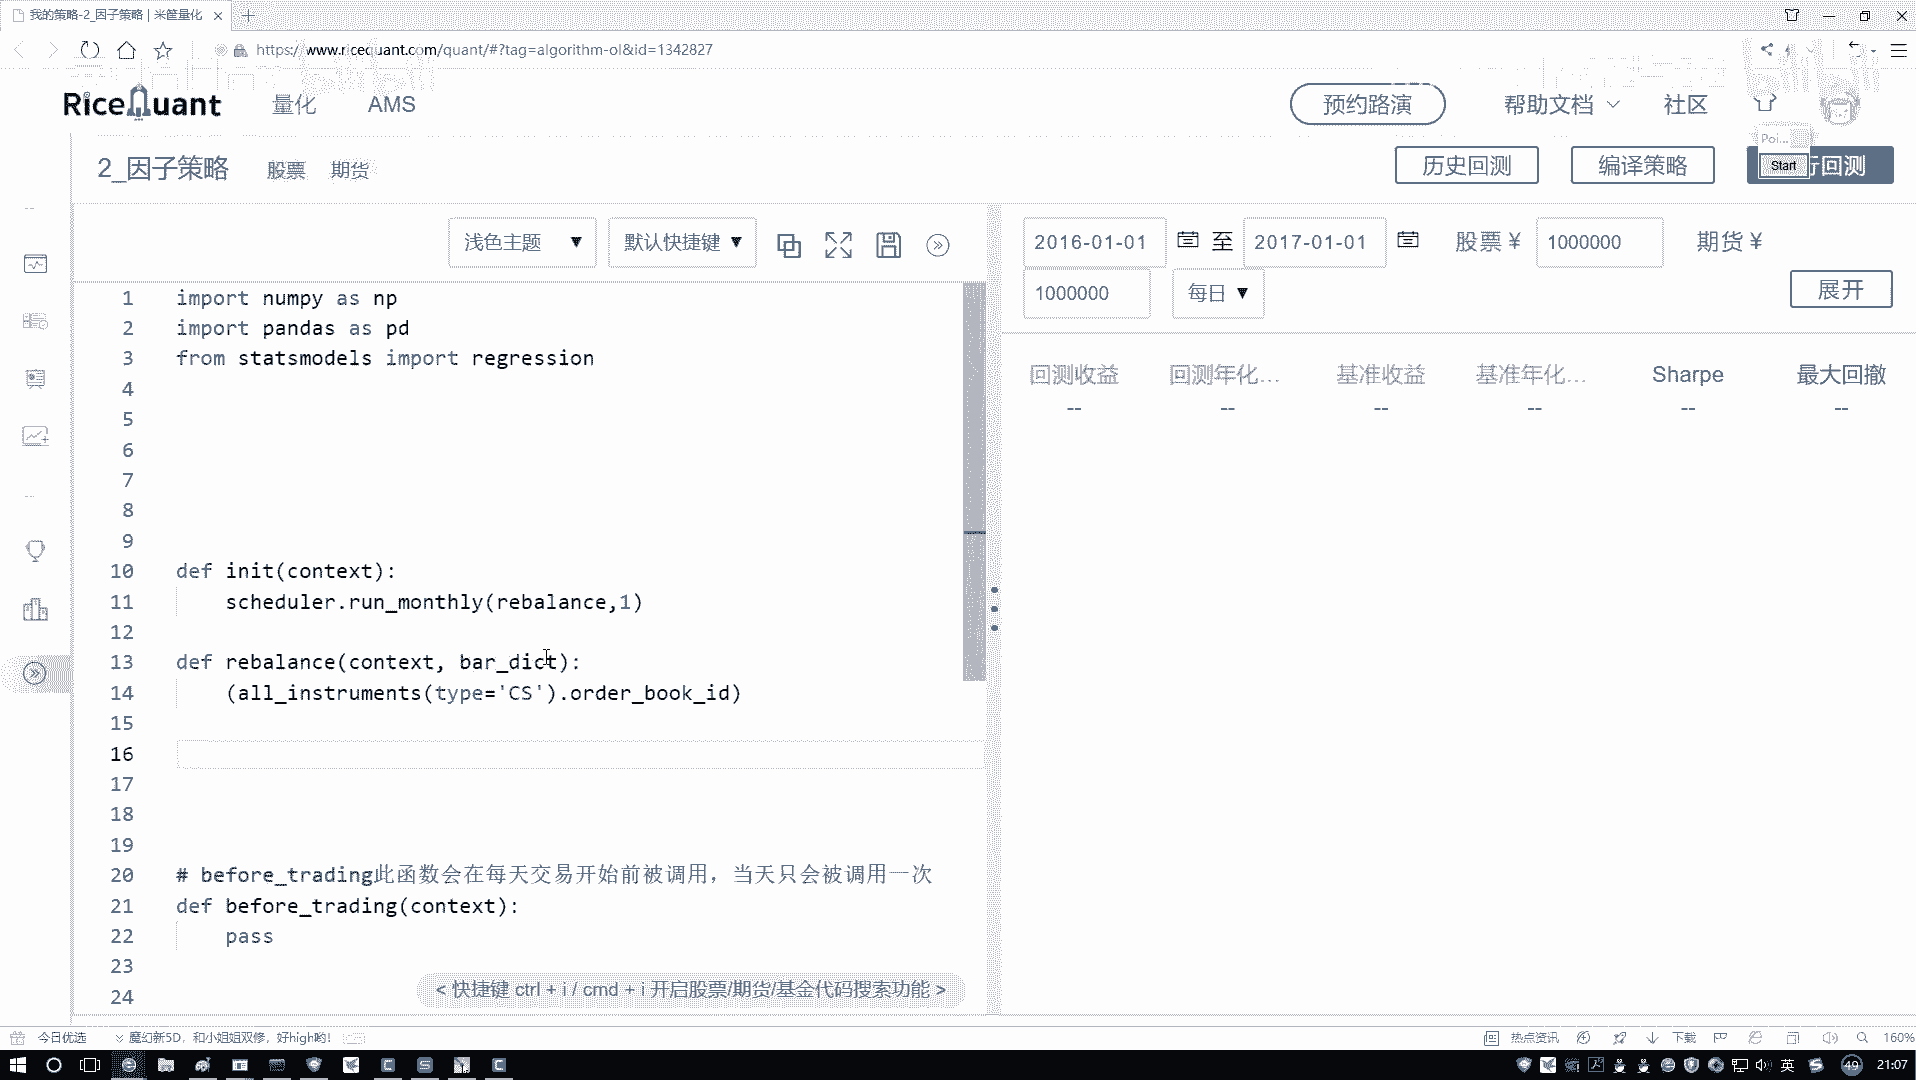 我的策略-2_因子策略 | 米筐量化
https://www.ricequant.com/quant/#?tag=algorithm-ol&id=1342827
RiceQuant 量化 AMS 预约路演 帮助文档 社区
2_因子策略 股票 期货 历史回测 编译策略 行回测
Poi...
Start
浅色主题 ▼ 默认快捷键 ▼
2016-01-01 至 2017-01-01 股票 ¥ 1000000 期货 ¥
1000000 每日 ▼ 展开
回测收益 回测年化... 基准收益 基准年化... Sharpe 最大回撤
-- -- -- -- -- --
1 import numpy as np
2 import pandas as pd
3 from statsmodels import regression
4
5
6
7
8
9
10 def init(context):
11 scheduler.run_monthly(rebalance,1)
12
13 def rebalance(context, bar_dict):
14 (all_instruments(type='CS').order_book_id)
15
16
17
18
19
20 # before_trading此函数会在每天交易开始前被调用，当天只会被调用一次
21 def before_trading(context):
22 pass
23
24
< 快捷键 ctrl + i / cmd + i 开启股票/期货/基金代码搜索功能 >
今日优选 魔幻新5D，和小姐姐双修，好high哟! 热点资讯 下载 160%
英 49 21:07